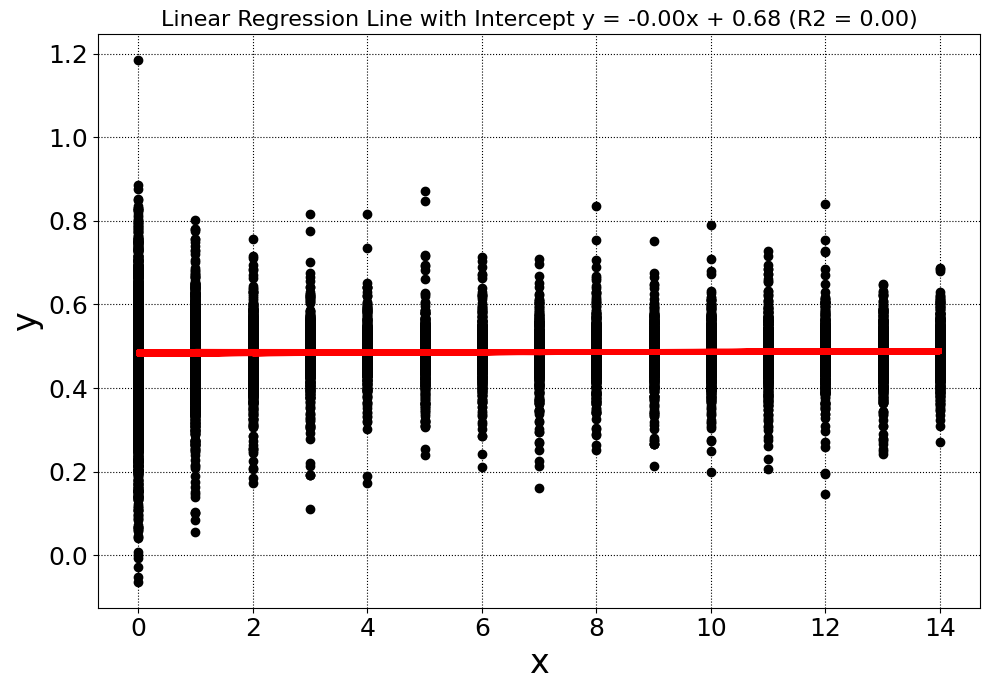 Linear Regression Line with Intercept y = -0.00x + 0.68 (R2 = 0.00)
1.2
1.0
0.8
0.6
0.4
0.2
0.0
y
0 2 4 6 8 10 12 14
x